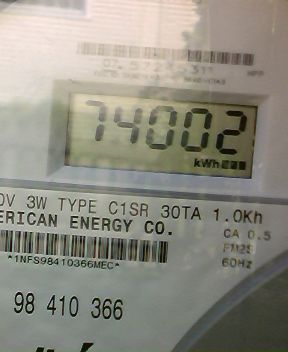 74002
kWh
0V 3W TYPE C1SR 30TA 1.0Kh
ERICAN ENERGY CO.
CA 0.5
FM2S
60Hz
*1NFS98410366MEC*
98 410 366